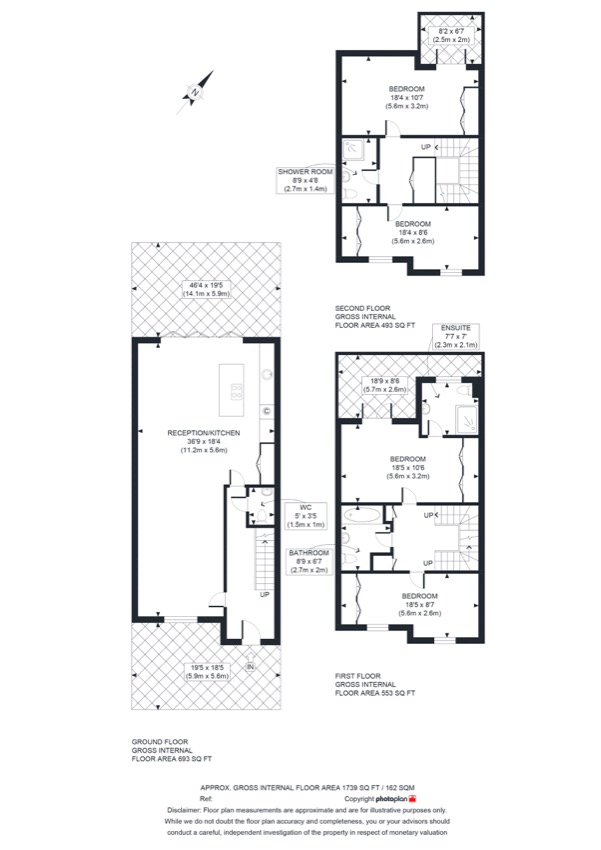 46'4 x 19'5
(14.1m x 5.9m)
RECEPTION/KITCHEN
36'9 x 18'4
(11.2m x 5.6m)
UP
19'5 x 18'5
(5.9m x 5.6m)
IN
WC
5' x 3'5
(1.5m x 1m)
GROUND FLOOR
GROSS INTERNAL
FLOOR AREA 693 SQ FT
N
18'9 x 8'6
(5.7m x 2.6m)
ENSUITE
7'7 x 7'
(2.3m x 2.1m)
BEDROOM
18'5 x 10'6
(5.6m x 3.2m)
BATHROOM
8'9 x 6'7
(2.7m x 2m)
UP
UP
BEDROOM
18'5 x 8'7
(5.6m x 2.6m)
FIRST FLOOR
GROSS INTERNAL
FLOOR AREA 553 SQ FT
8'2 x 6'7
(2.5m x 2m)
BEDROOM
18'4 x 10'7
(5.6m x 3.2m)
SHOWER ROOM
8'9 x 4'8
(2.7m x 1.4m)
UP
BEDROOM
18'4 x 8'6
(5.6m x 2.6m)
SECOND FLOOR
GROSS INTERNAL
FLOOR AREA 493 SQ FT
APPROX. GROSS INTERNAL FLOOR AREA 1739 SQ FT / 162 SQM
Ref: Copyright photoplan
Disclaimer: Floor plan measurements are approximate and are for illustrative purposes only.
While we do not doubt the floor plan accuracy and completeness, you or your advisors should
conduct a careful, independent investigation of the property in respect of monetary valuation